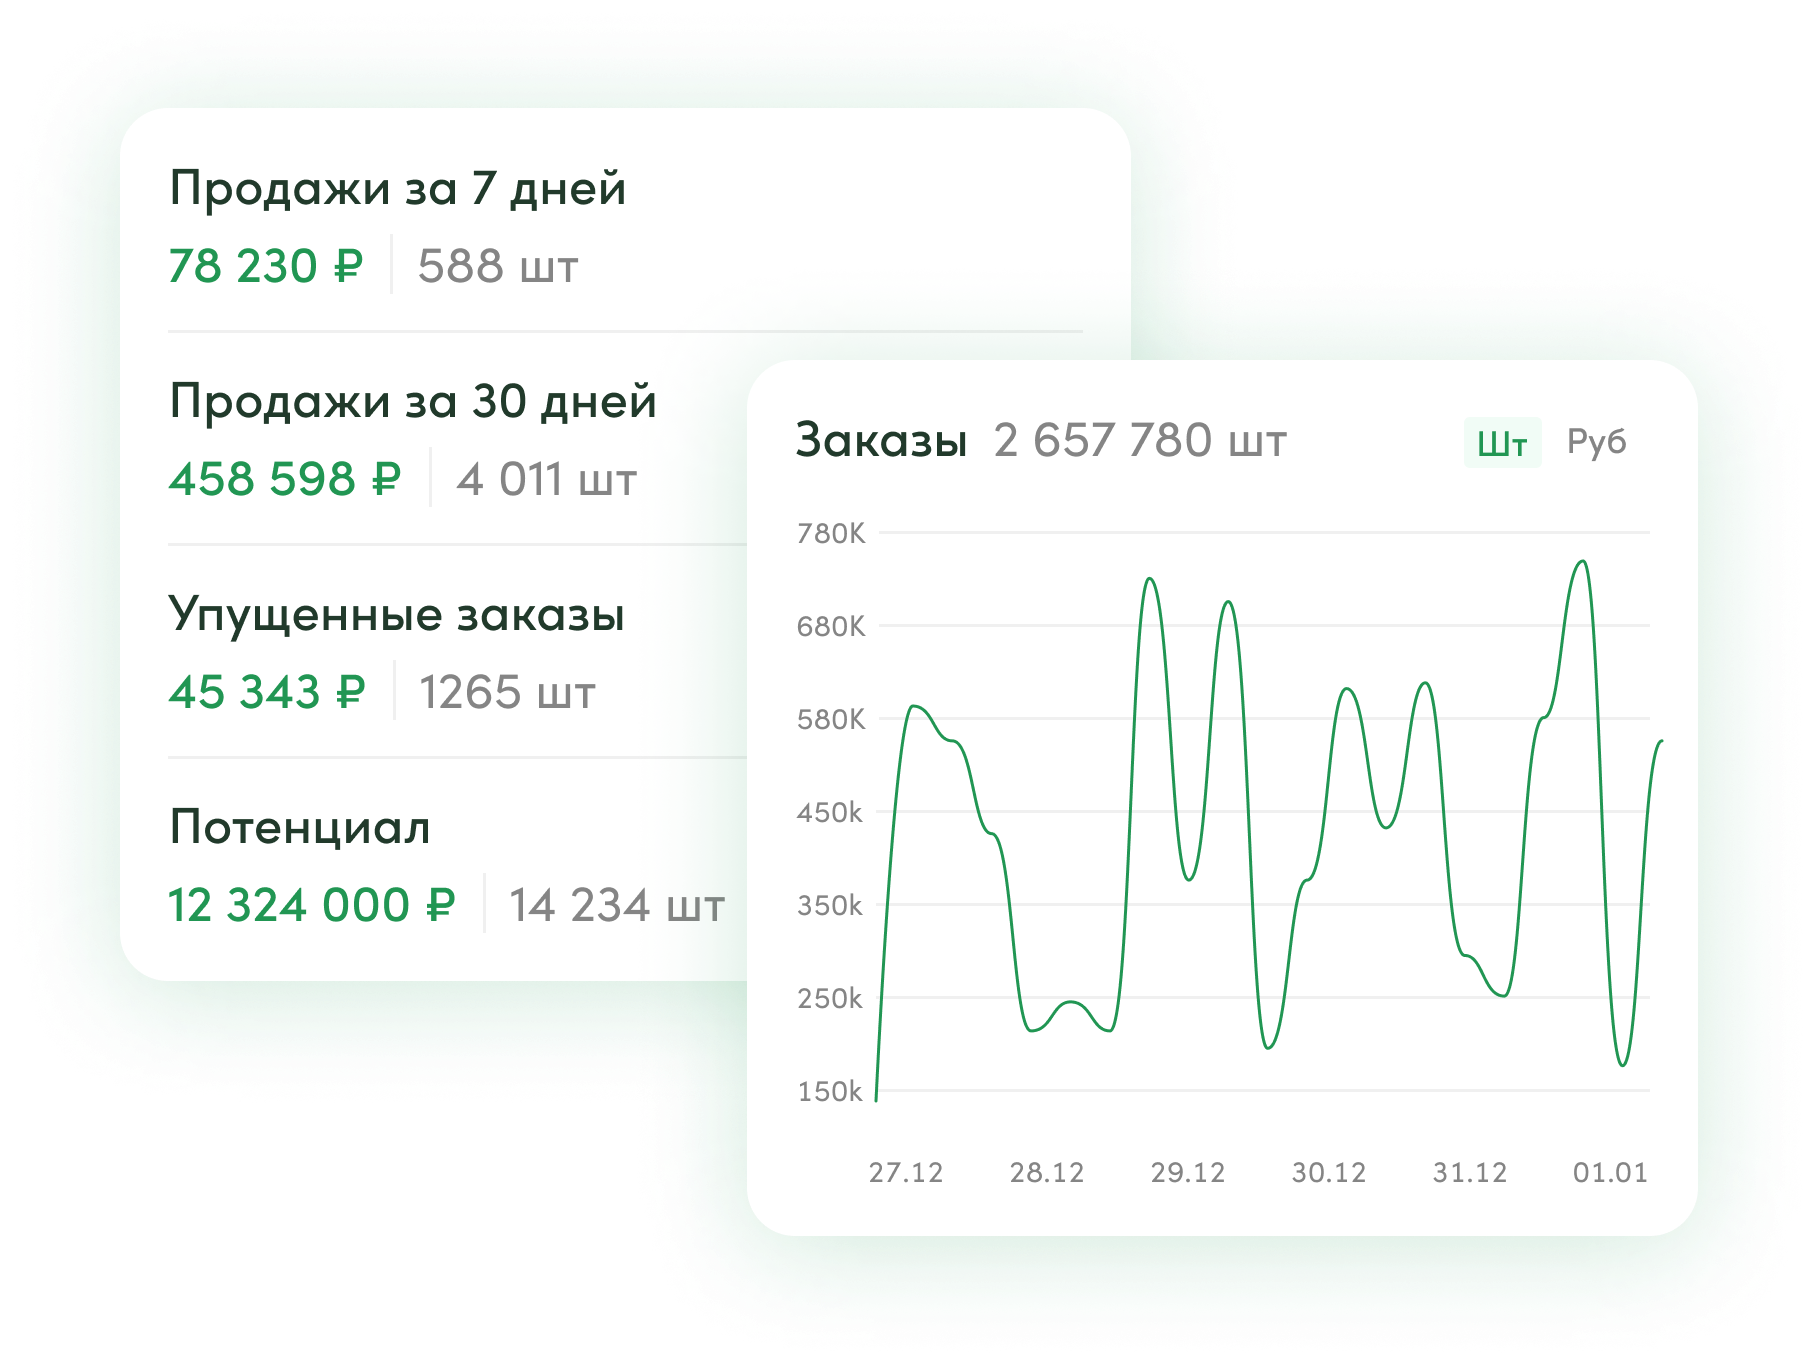 Продажи за 7 дней
78 230 ₽ 588 шт
Продажи за 30 дней
458 598 ₽ 4 011 шт
Упущенные заказы
45 343 ₽ 1265 шт
Потенциал
12 324 000 ₽ 14 234 шт
Заказы 2 657 780 шт Шт Руб
780K
680K
580K
450k
350k
250k
150k
27.12 28.12 29.12 30.12 31.12 01.01